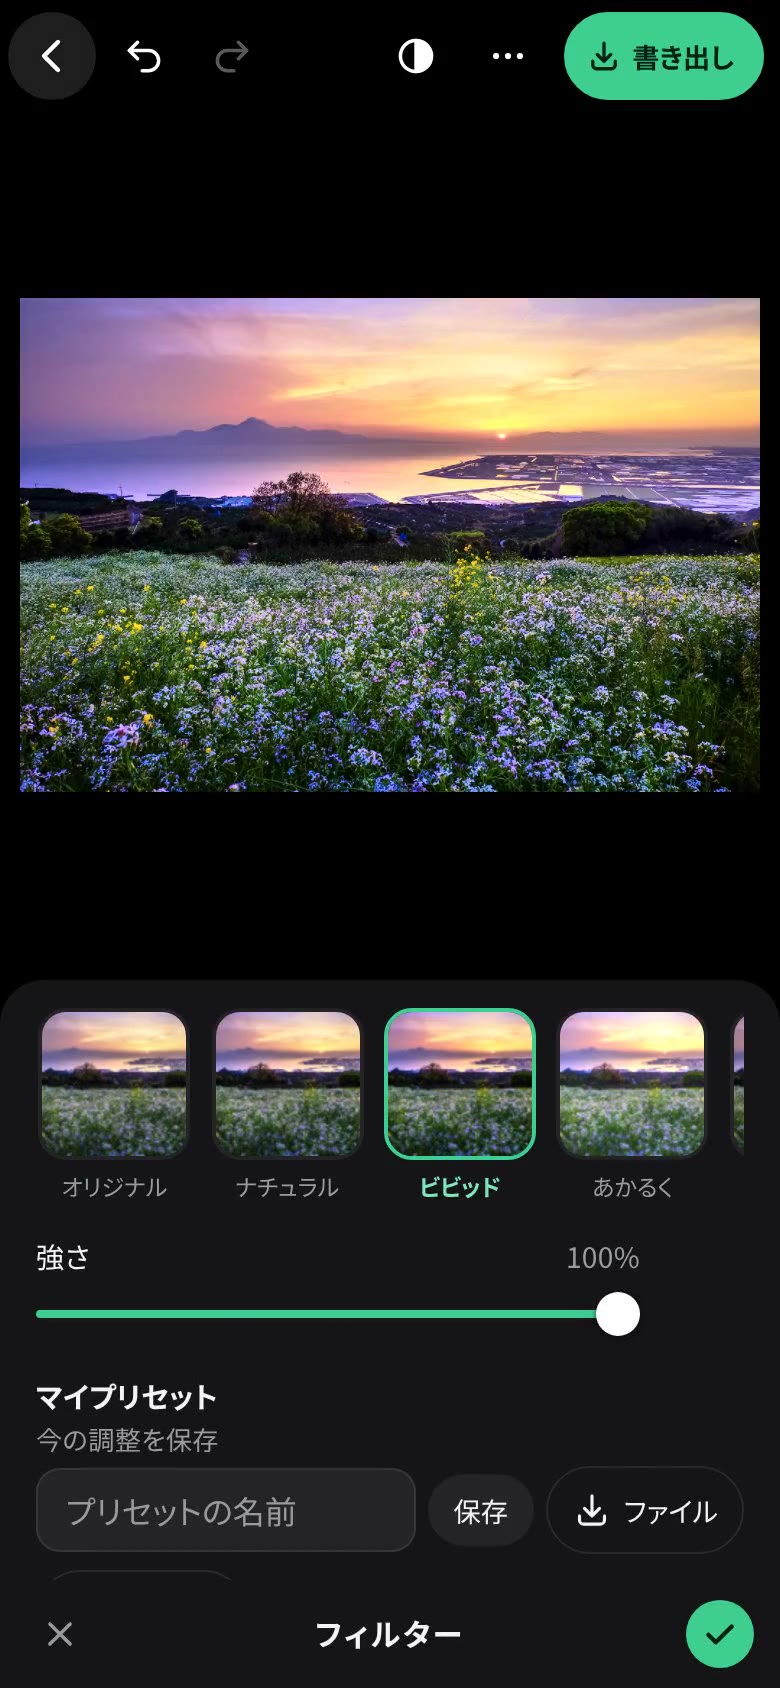 書き出し
オリジナル
ナチュラル
ビビッド
あかるく
強さ 100%
マイプリセット
今の調整を保存
プリセットの名前 保存 ファイル
フィルター